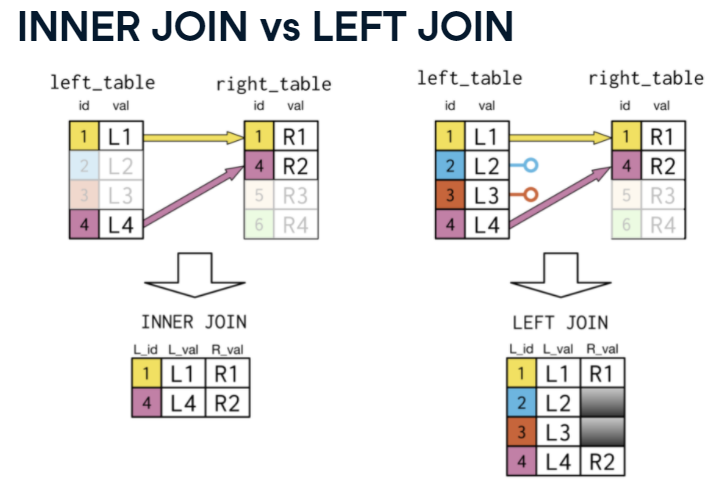 INNER JOIN vs LEFT JOIN
left_table right_table
id val id val
1 L1 1 R1
2 L2 4 R2
3 L3 5 R3
4 L4 6 R4
INNER JOIN
L_id L_val R_val
1 L1 R1
4 L4 R2
left_table right_table
id val id val
1 L1 1 R1
2 L2 4 R2
3 L3 5 R3
4 L4 6 R4
LEFT JOIN
L_id L_val R_val
1 L1 R1
2 L2
3 L3
4 L4 R2